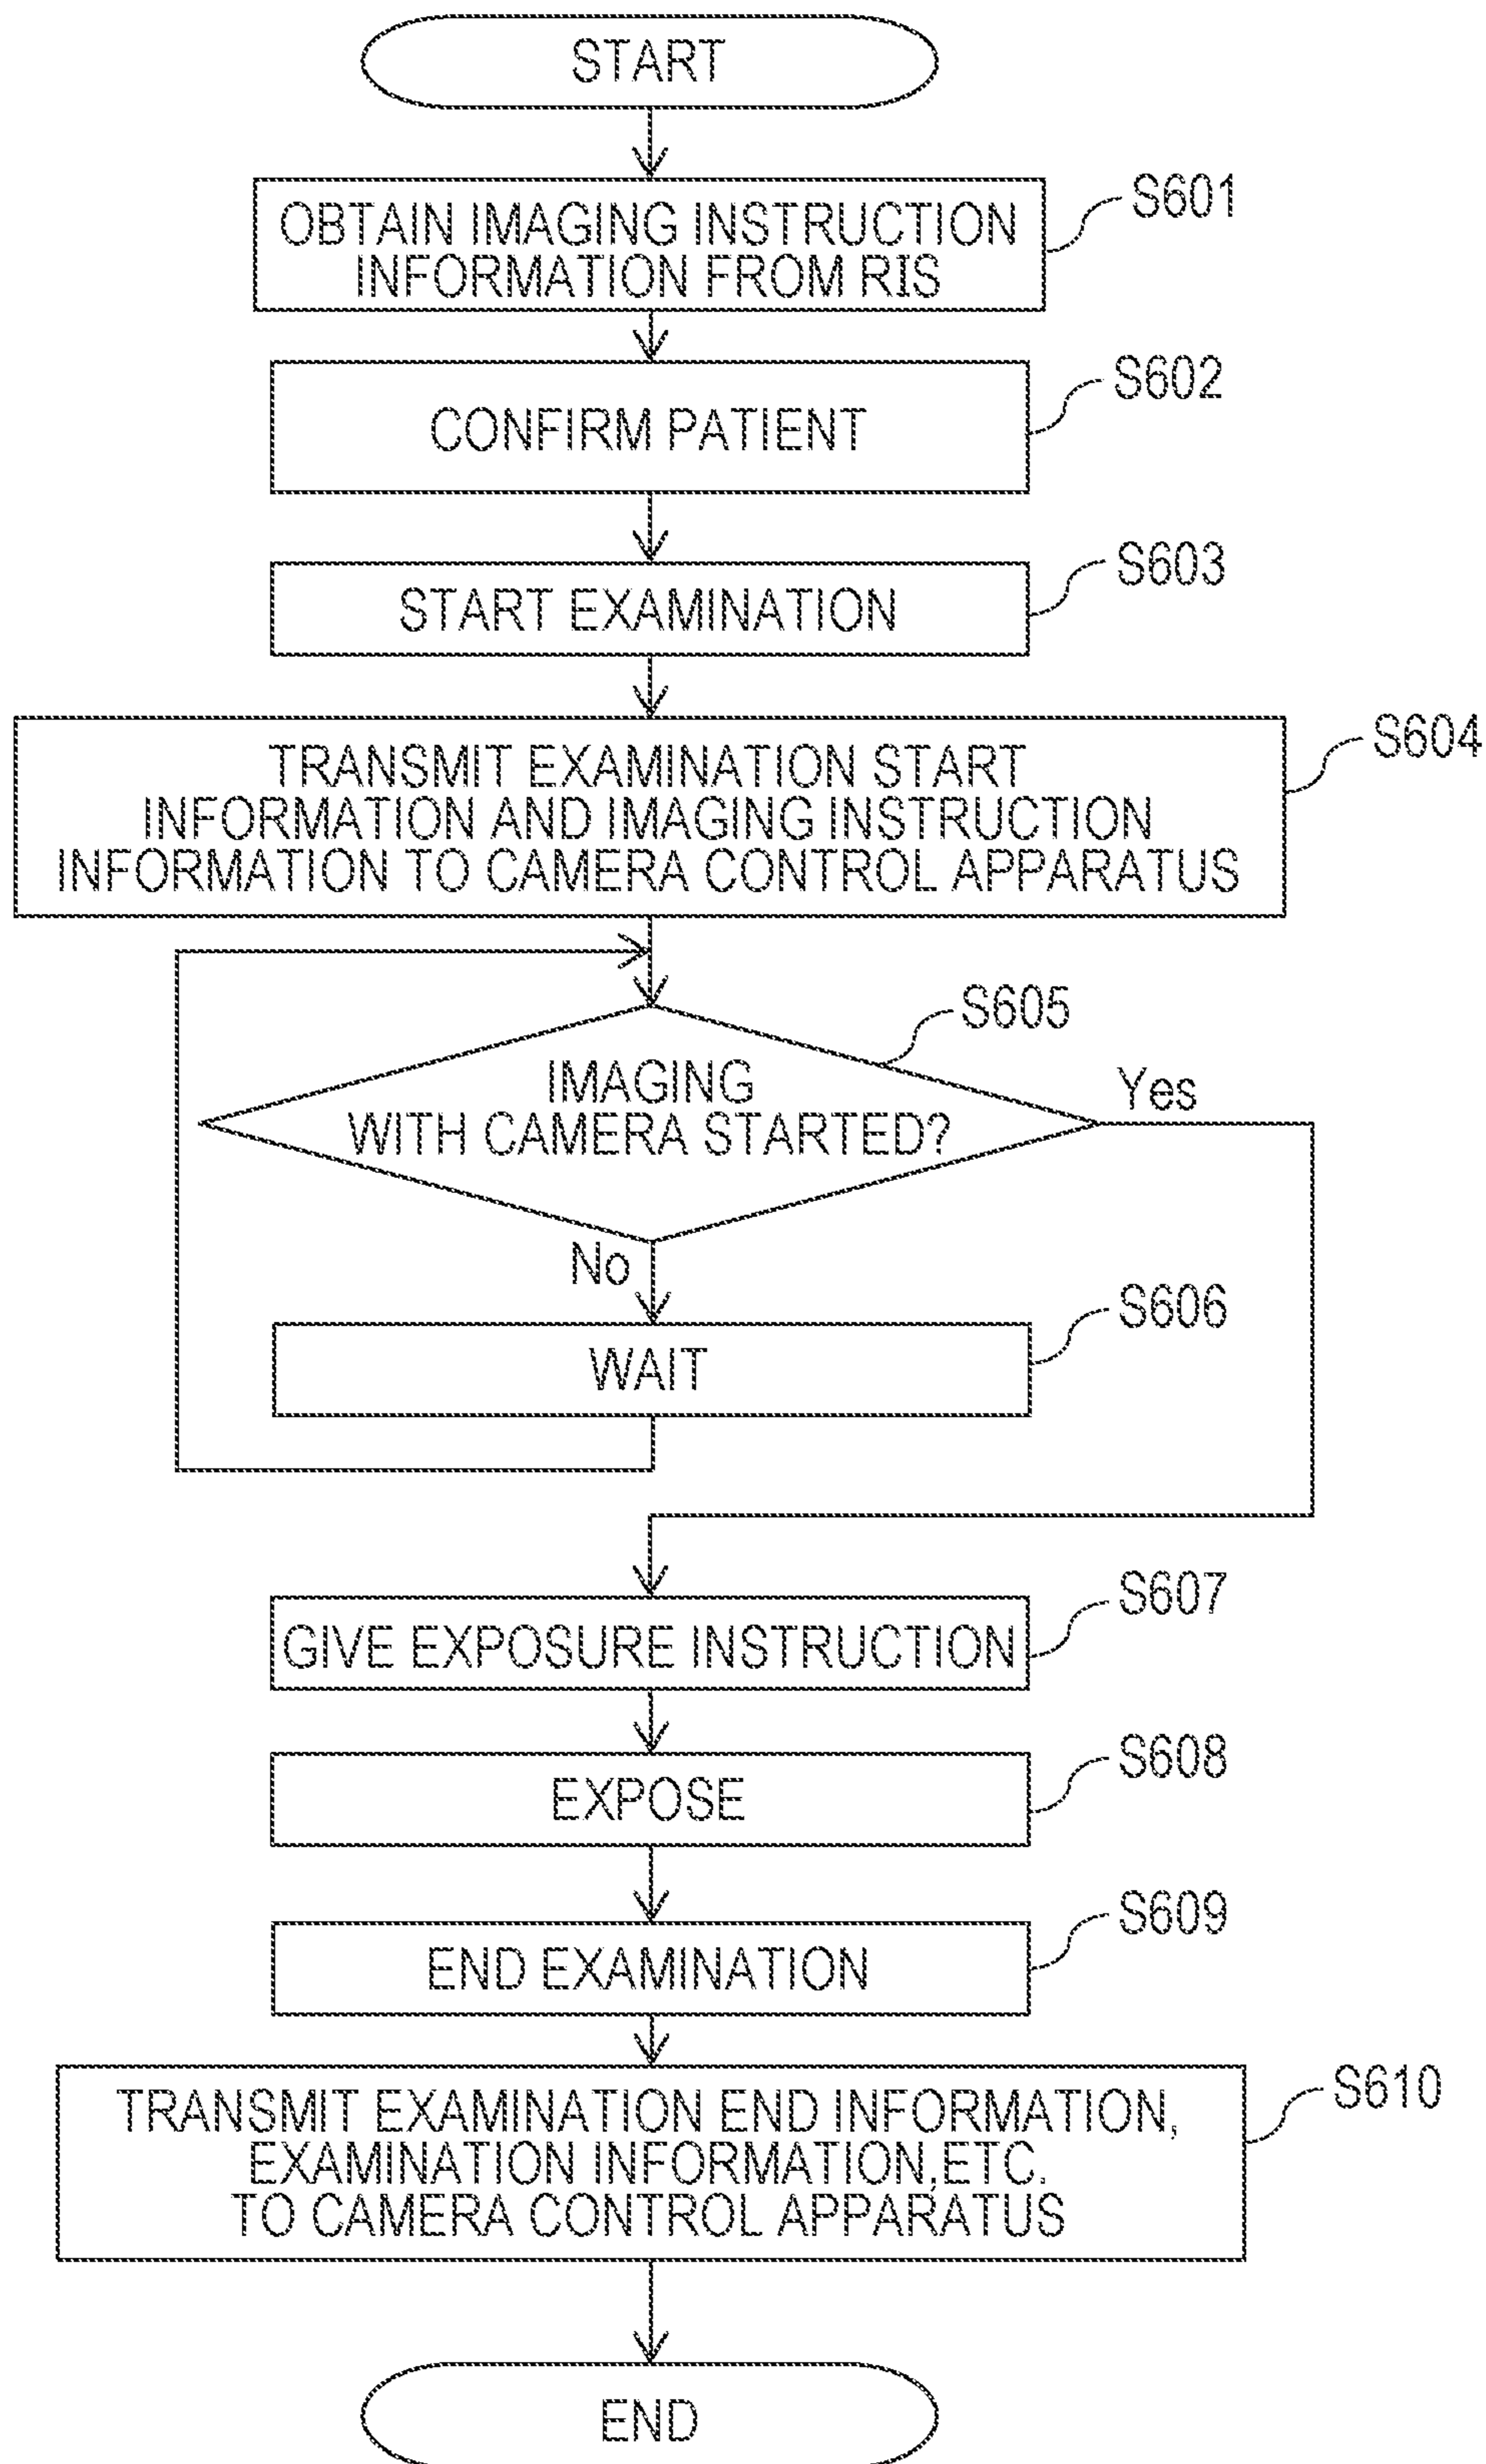 START
S601
OBTAIN IMAGING INSTRUCTION
INFORMATION FROM RIS
S602
CONFIRM PATIENT
S603
START EXAMINATION
S604
TRANSMIT EXAMINATION START
INFORMATION AND IMAGING INSTRUCTION
INFORMATION TO CAMERA CONTROL APPARATUS
S605
IMAGING
WITH CAMERA STARTED?
Yes
No
S606
WAIT
S607
GIVE EXPOSURE INSTRUCTION
S608
EXPOSE
S609
END EXAMINATION
S610
TRANSMIT EXAMINATION END INFORMATION,
EXAMINATION INFORMATION,ETC.
TO CAMERA CONTROL APPARATUS
END